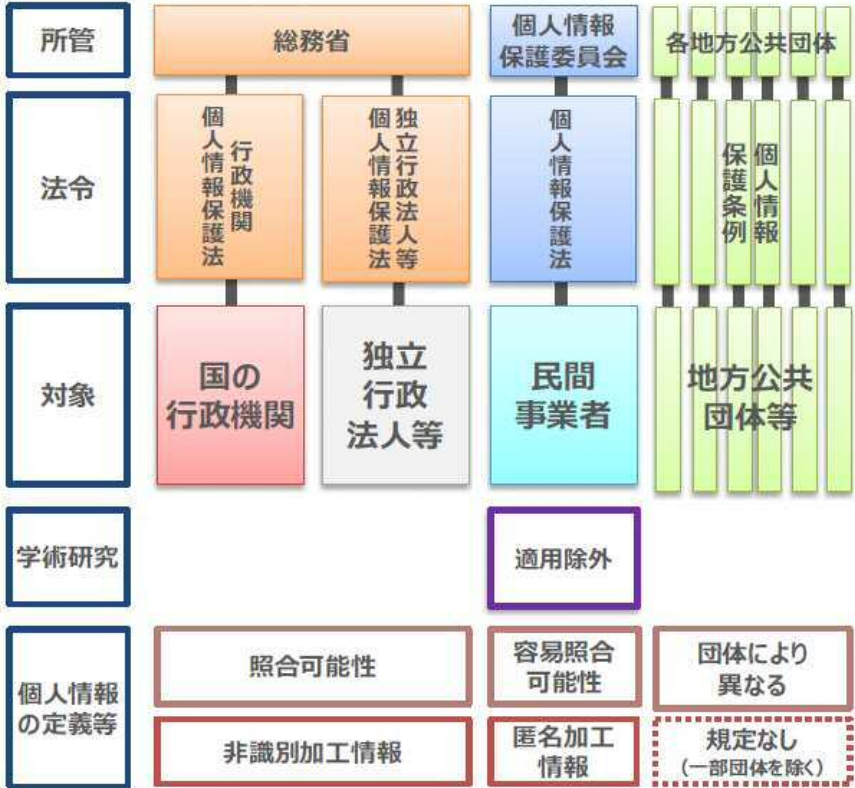 所管
総務省
個人情報
保護委員会
各地方公共団体
法令
行政機関
個人情報保護法
独立行政法人等
個人情報保護法
個人情報保護法
個人情報
保護条例
対象
国の
行政機関
独立
行政
法人等
民間
事業者
地方公共
団体等
学術研究
適用除外
個人情報
の定義等
照合可能性
容易照合
可能性
団体により
異なる
非識別加工情報
匿名加工
情報
規定なし
(一部団体を除く)